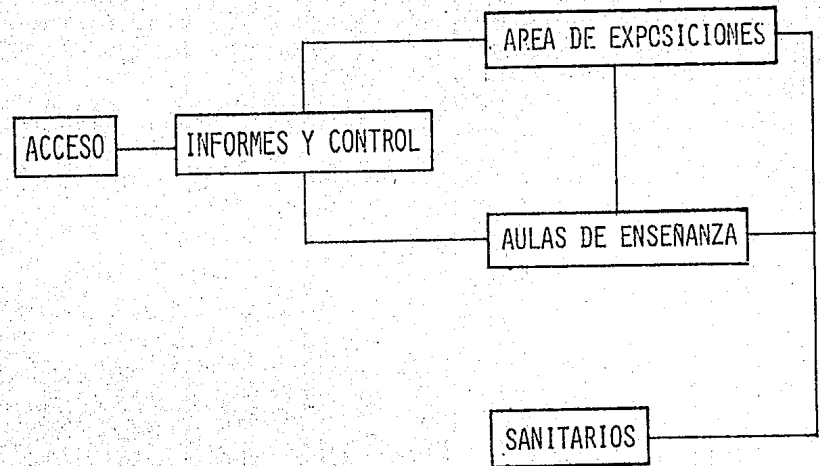 AREA DE EXPOSICIONES
ACCESO
INFORMES Y CONTROL
AULAS DE ENSEÑANZA
SANITARIOS